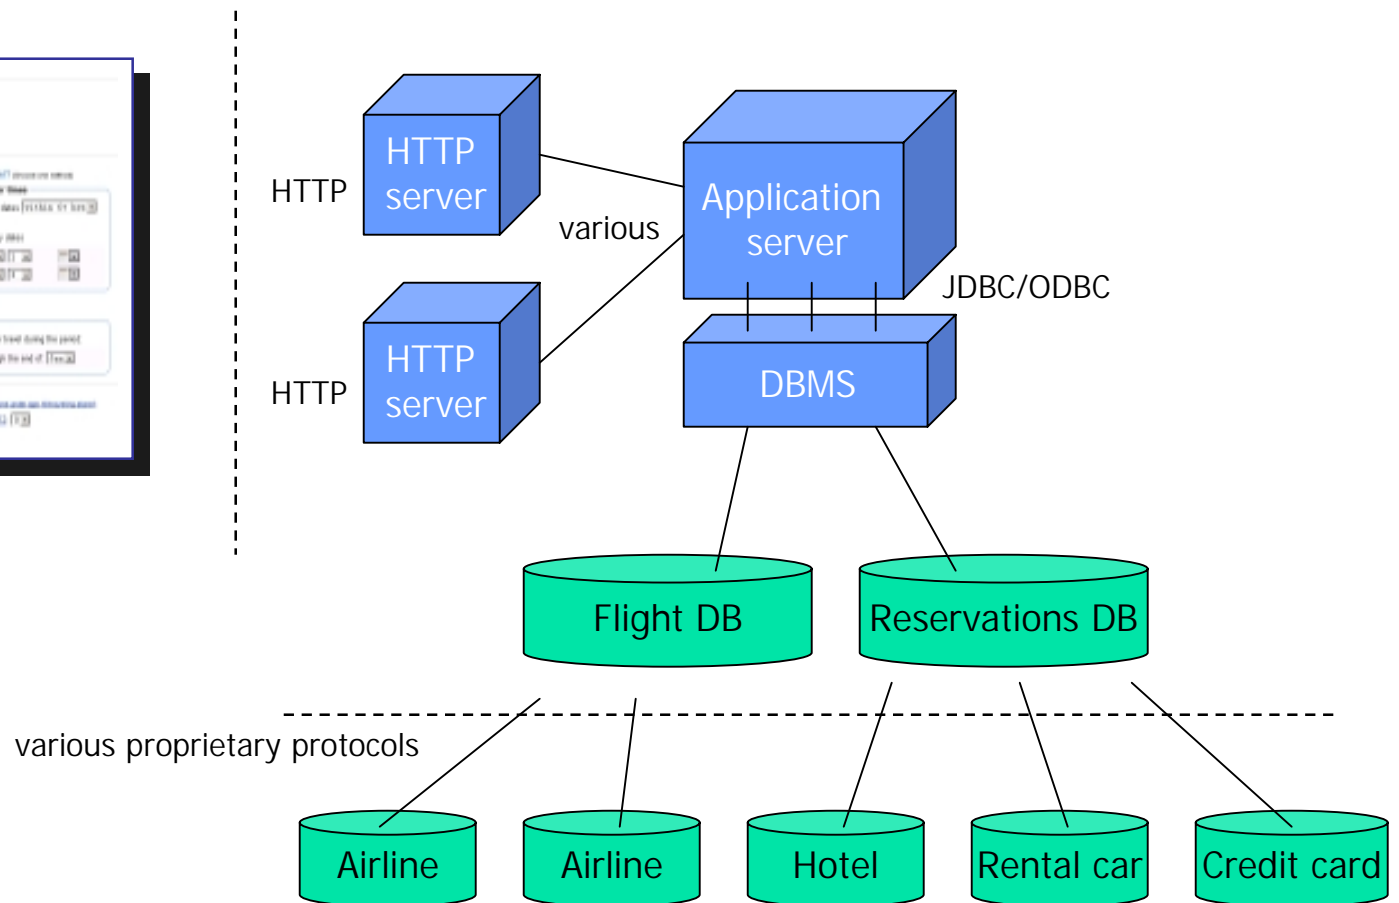 HTTP
HTTP
server
various
Application
server
JDBC/ODBC
HTTP
HTTP
server
DBMS
Flight DB
Reservations DB
various proprietary protocols
Airline
Airline
Hotel
Rental car
Credit card